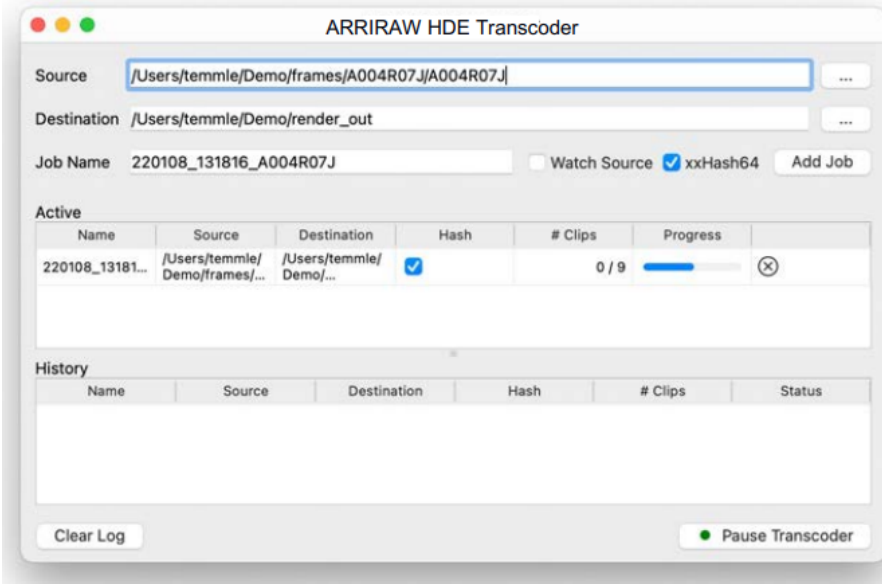 ARRIRAW HDE Transcoder
Source /Users/temmle/Demo/frames/A004R07J/A004R07J ...
Destination /Users/temmle/Demo/render_out ...
Job Name 220108_131816_A004R07J Watch Source xxHash64 Add Job
Active
Name Source Destination Hash # Clips Progress
220108_13181... /Users/temmle/ /Users/temmle/ 0 / 9
Demo/frames/... Demo/...
History
Name Source Destination Hash # Clips Status
Clear Log Pause Transcoder